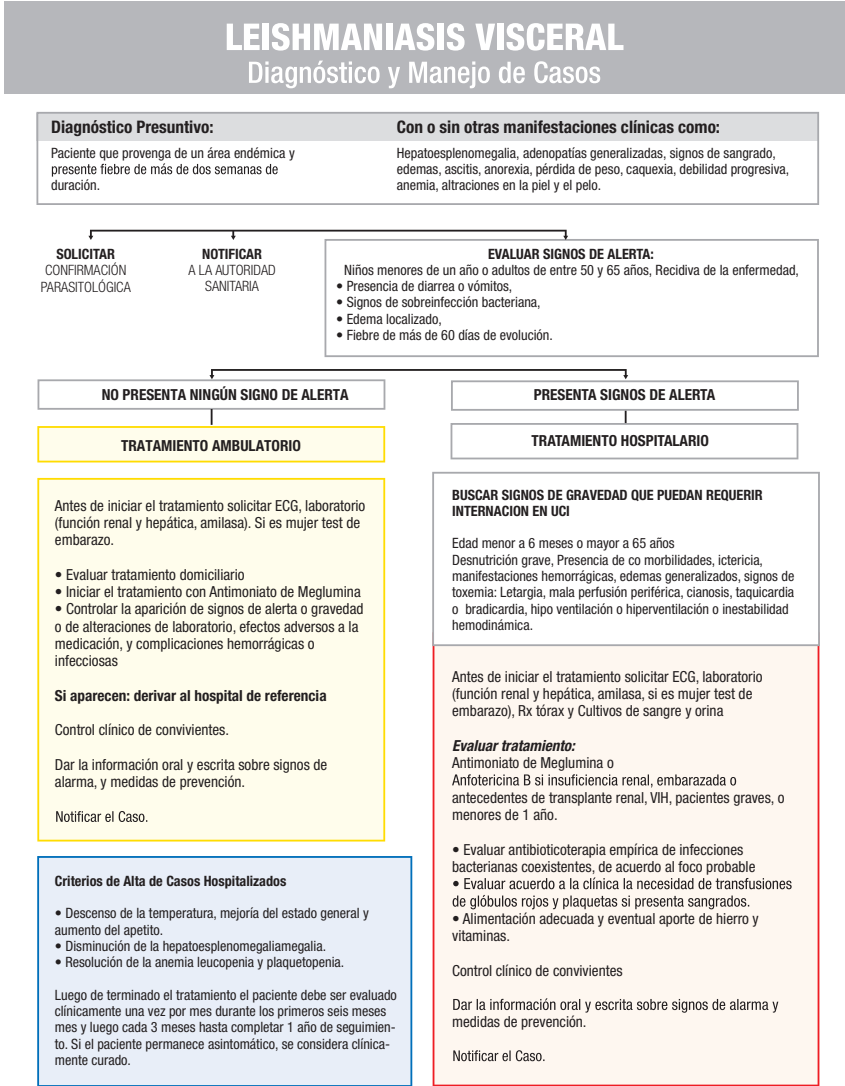 LEISHMANIASIS VISCERAL
Diagnóstico y Manejo de Casos
Diagnóstico Presuntivo:
Paciente que provenga de un área endémica y
presente fiebre de más de dos semanas de
duración.
Con o sin otras manifestaciones clínicas como:
Hepatoesplenomegalia, adenopatías generalizadas, signos de sangrado,
edemas, ascitis, anorexia, pérdida de peso, caquexia, debilidad progresiva,
anemia, altraciones en la piel y el pelo.
SOLICITAR
CONFIRMACIÓN
PARASITOLÓGICA
NOTIFICAR
A LA AUTORIDAD
SANITARIA
EVALUAR SIGNOS DE ALERTA:
Niños menores de un año o adultos de entre 50 y 65 años, Recidiva de la enfermedad,
• Presencia de diarrea o vómitos,
• Signos de sobreinfección bacteriana,
• Edema localizado,
• Fiebre de más de 60 días de evolución.
NO PRESENTA NINGÚN SIGNO DE ALERTA
TRATAMIENTO AMBULATORIO
Antes de iniciar el tratamiento solicitar ECG, laboratorio
(función renal y hepática, amilasa). Si es mujer test de
embarazo.
• Evaluar tratamiento domiciliario
• Iniciar el tratamiento con Antimoniato de Meglumina
• Controlar la aparición de signos de alerta o gravedad
o de alteraciones de laboratorio, efectos adversos a la
medicación, y complicaciones hemorrágicas o
infecciosas
Si aparecen: derivar al hospital de referencia
Control clínico de convivientes.
Dar la información oral y escrita sobre signos de
alarma, y medidas de prevención.
Notificar el Caso.
Criterios de Alta de Casos Hospitalizados
• Descenso de la temperatura, mejoría del estado general y
aumento del apetito.
• Disminución de la hepatoesplenomegaliamegalia.
• Resolución de la anemia leucopenia y plaquetopenia.
Luego de terminado el tratamiento el paciente debe ser evaluado
clínicamente una vez por mes durante los primeros seis meses
mes y luego cada 3 meses hasta completar 1 año de seguimien-
to. Si el paciente permanece asintomático, se considera clínica-
mente curado.
PRESENTA SIGNOS DE ALERTA
TRATAMIENTO HOSPITALARIO
BUSCAR SIGNOS DE GRAVEDAD QUE PUEDAN REQUERIR
INTERNACION EN UCI
Edad menor a 6 meses o mayor a 65 años
Desnutrición grave, Presencia de co morbilidades, ictericia,
manifestaciones hemorrágicas, edemas generalizados, signos de
toxemia: Letargia, mala perfusión periférica, cianosis, taquicardia
o bradicardia, hipo ventilación o hiperventilación o inestabilidad
hemodinámica.
Antes de iniciar el tratamiento solicitar ECG, laboratorio
(función renal y hepática, amilasa, si es mujer test de
embarazo), Rx tórax y Cultivos de sangre y orina
Evaluar tratamiento:
Antimoniato de Meglumina o
Anfotericina B si insuficiencia renal, embarazada o
antecedentes de transplante renal, VIH, pacientes graves, o
menores de 1 año.
• Evaluar antibioticoterapia empírica de infecciones
bacterianas coexistentes, de acuerdo al foco probable
• Evaluar acuerdo a la clínica la necesidad de transfusiones
de glóbulos rojos y plaquetas si presenta sangrados.
• Alimentación adecuada y eventual aporte de hierro y
vitaminas.
Control clínico de convivientes
Dar la información oral y escrita sobre signos de alarma y
medidas de prevención.
Notificar el Caso.